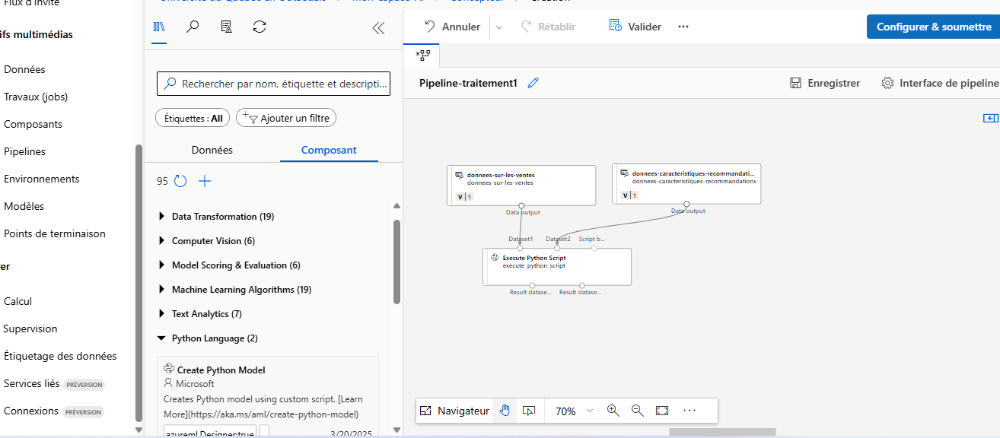 Flux d'invite
ifs multimédias
Données
Travaux (jobs)
Composants
Pipelines
Environnements
Modèles
Points de terminaison
er
Calcul
Supervision
Étiquetage des données
Services liés PRÉVERSION
Connexions PRÉVERSION
Rechercher par nom, étiquette et descripti...
Étiquettes : All
Ajouter un filtre
Données
Composant
95
Data Transformation (19)
Computer Vision (6)
Model Scoring & Evaluation (6)
Machine Learning Algorithms (19)
Text Analytics (7)
Python Language (2)
Create Python Model
Microsoft
Creates Python model using custom script. [Learn
More](https://aka.ms/aml/create-python-model)
azureml.Designer:true
3/20/2025
Annuler
Rétablir
Valider
Configurer & soumettre
Pipeline-traitement1
Enregistrer
Interface de pipeline
donnees-sur-les-ventes
donnees-sur-les-ventes
V 1
Data output
donnees-caracteristiques-recommandati...
donnees-caracteristiques-recommandations
V 1
Data output
Dataset1
Dataset2
Script b...
Execute Python Script
execute_python_script
Result datase...
Result datase...
Navigateur
70%